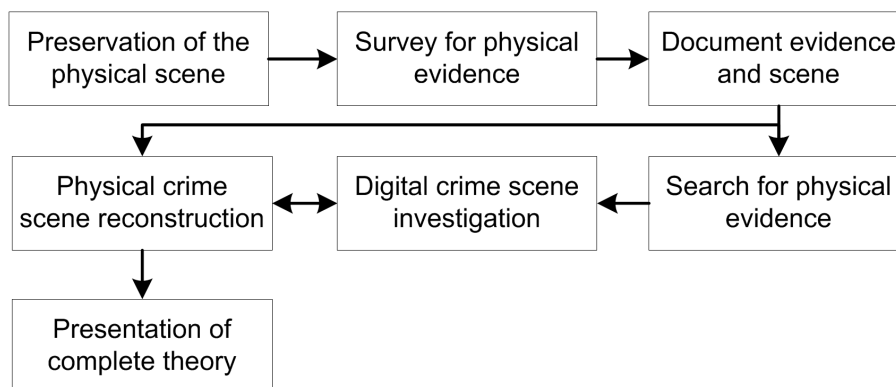 Preservation of the
physical scene
Survey for physical
evidence
Document evidence
and scene
Physical crime
scene reconstruction
Digital crime scene
investigation
Search for physical
evidence
Presentation of
complete theory